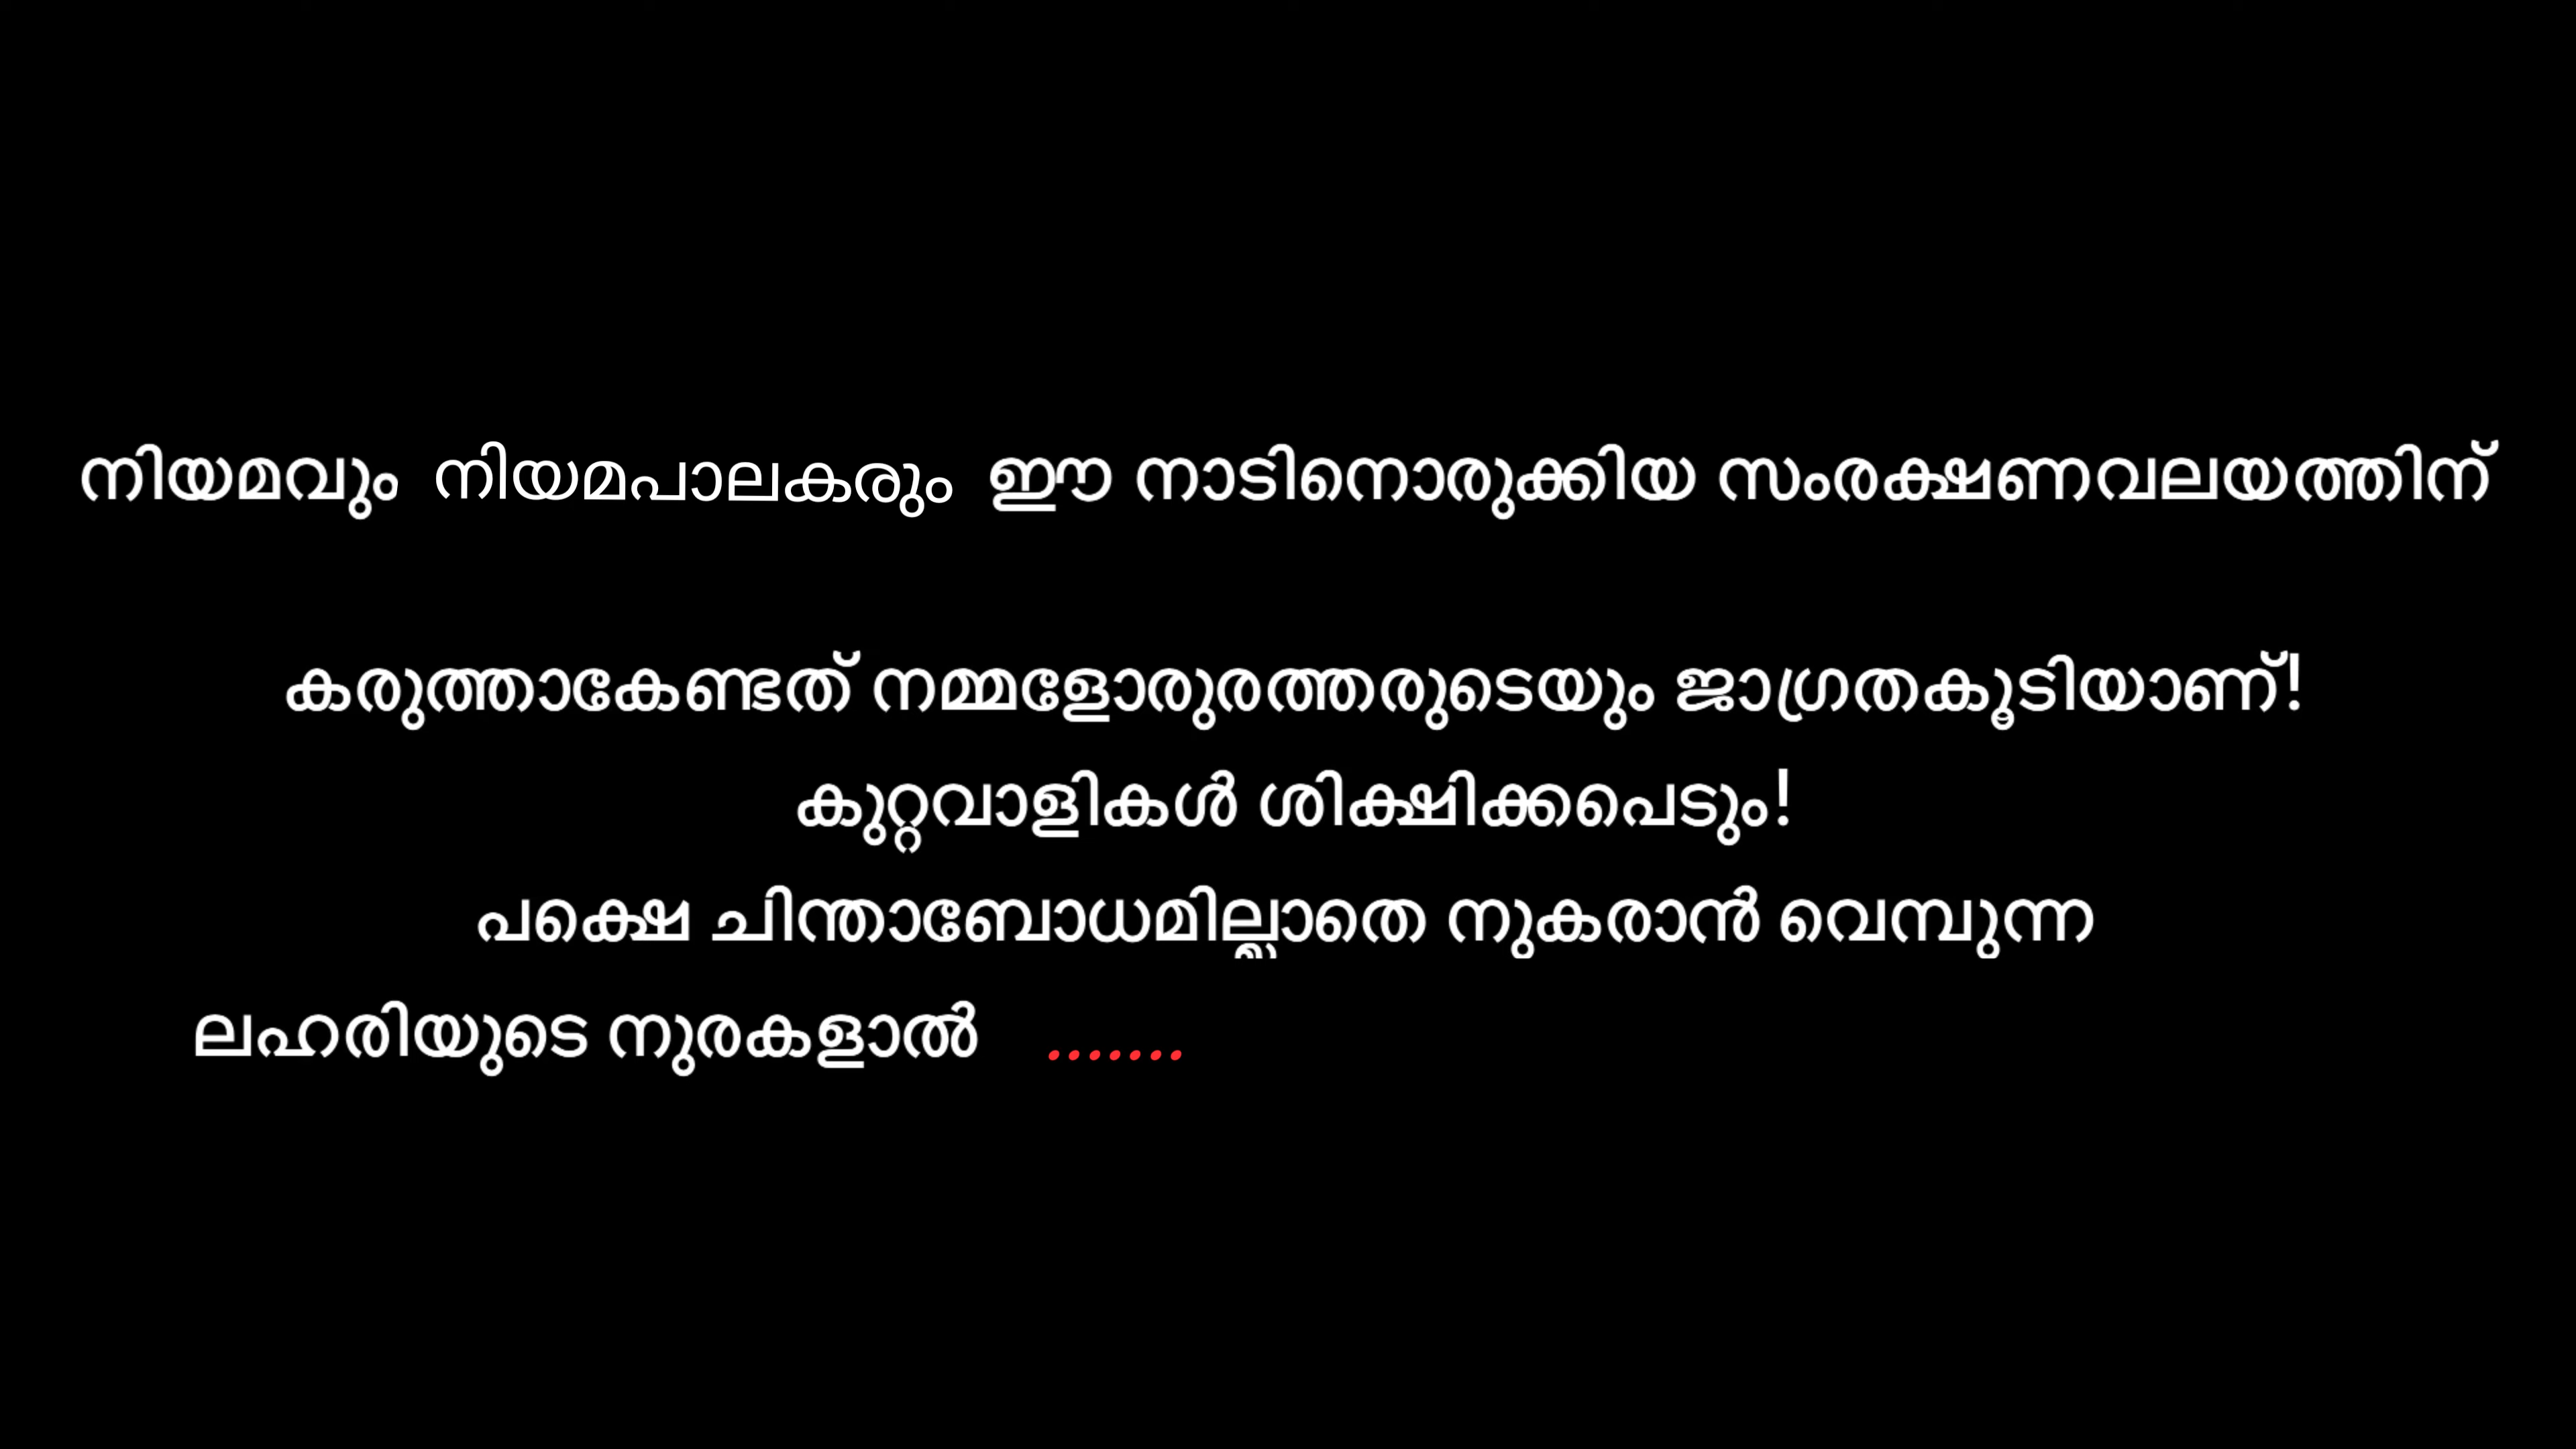 നിയമവും നിയമപാലകരും ഈ നാടിനൊരുക്കിയ സംരക്ഷണവലയത്തിന്
കരുത്താകേണ്ടത് നമ്മളോരുരത്തരുടെയും ജാഗ്രതകൂടിയാണ്!
കുറ്റവാളികൾ ശിക്ഷിക്കപെടും!
പക്ഷെ ചിന്താബോധമില്ലാതെ നുകരാൻ വെമ്പുന്ന
ലഹരിയുടെ നുരകളാൽ .......